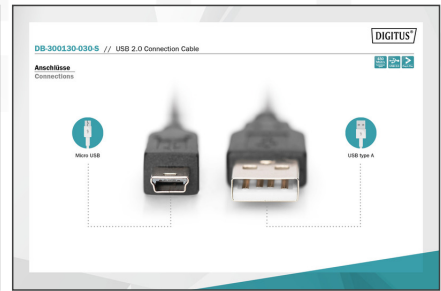 DIGITUS®
DB-300130-030-S // USB 2.0 Connection Cable
Anschlüsse
Connections
Micro USB
USB type A